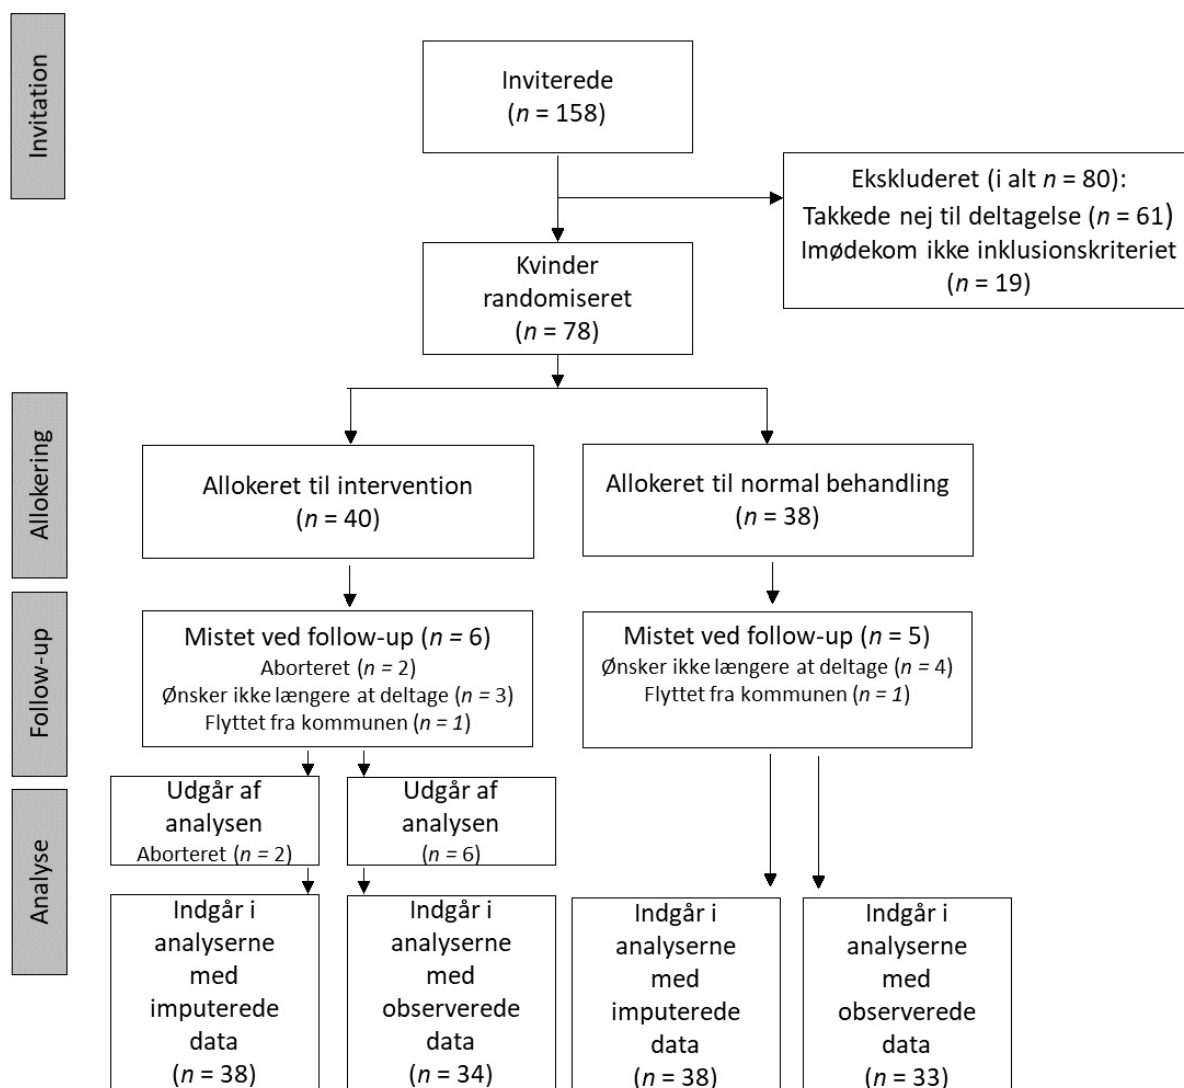 Invitation
Inviterede
(n = 158)
Ekskluderet (i alt n = 80):
Takkede nej til deltagelse (n = 61)
Imødekom ikke inklusionskriteriet
(n = 19)
Kvinder
randomiseret
(n = 78)
Allokering
Allokeret til intervention
(n = 40)
Allokeret til normal behandling
(n = 38)
Follow-up
Mistet ved follow-up (n = 6)
Aborteret (n = 2)
Ønsker ikke længere at deltage (n = 3)
Flyttet fra kommunen (n = 1)
Mistet ved follow-up (n = 5)
Ønsker ikke længere at deltage (n = 4)
Flyttet fra kommunen (n = 1)
Analyse
Udgår af
analysen
Aborteret (n = 2)
Udgår af
analysen
(n = 6)
Indgår i
analyserne
med
imputerede
data
(n = 38)
Indgår i
analyserne
med
observerede
data
(n = 34)
Indgår i
analyserne
med
imputerede
data
(n = 38)
Indgår i
analyserne
med
observerede
data
(n = 33)